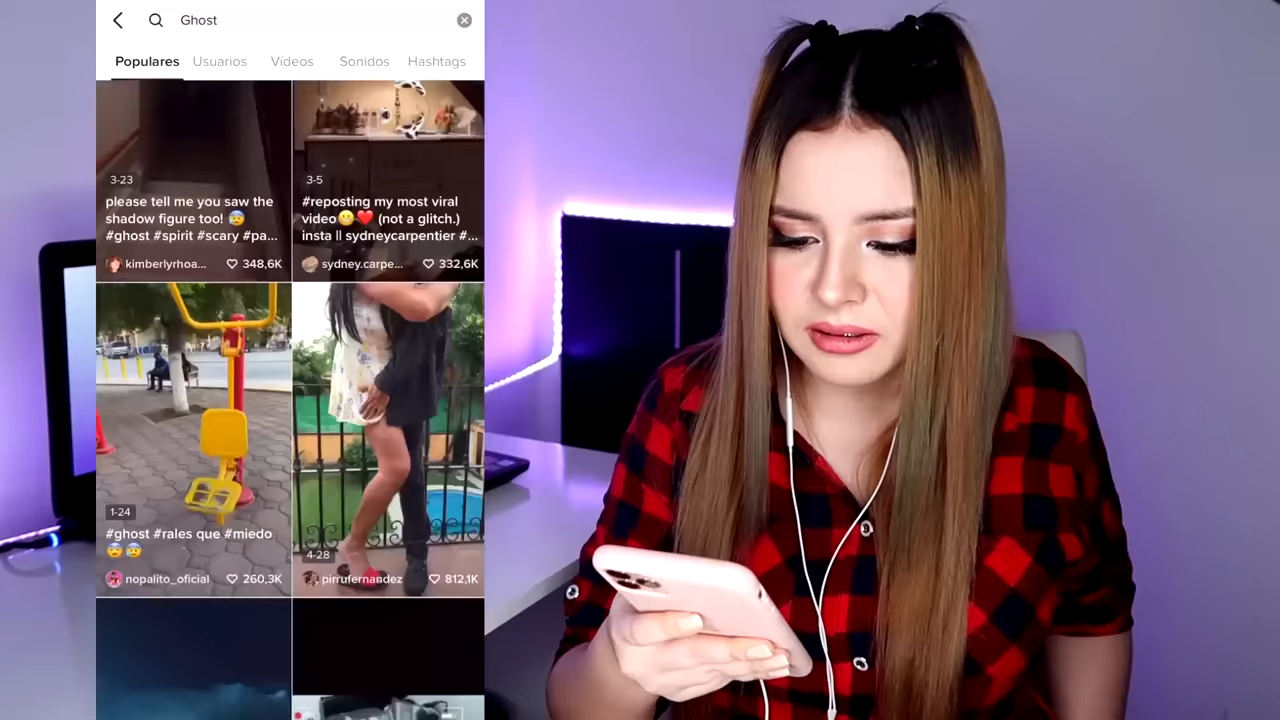 Ghost
Populares Usuarios Vídeos Sonidos Hashtags
3-23
please tell me you saw the
shadow figure too! 😰
#ghost #spirit #scary #pa...
kimberlyrhoa... 348,6K
3-5
#reposting my most viral
video😬❤️ (not a glitch.)
insta || sydneycarpentier #...
sydney.carpe... 332,6K
1-24
#ghost #rales que #miedo
😨😰
nopalito_oficial 260,3K
4-28
pirrufernandez 812,1K